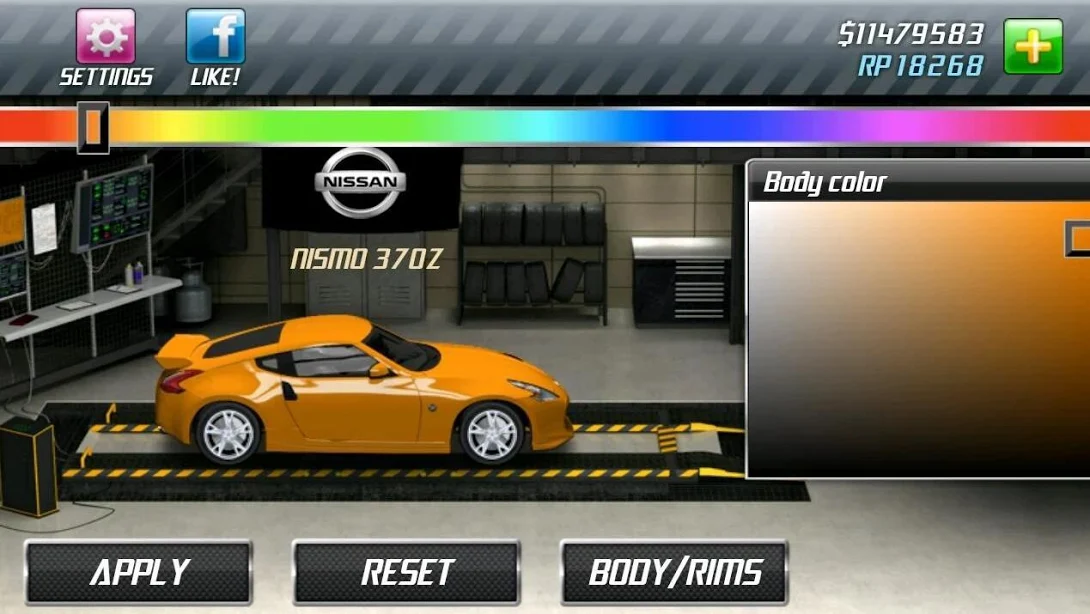 SETTINGS
LIKE!
$11479583
RP 18268
Body color
NISSAN
NISMO 370Z
APPLY
RESET
BODY/RIMS